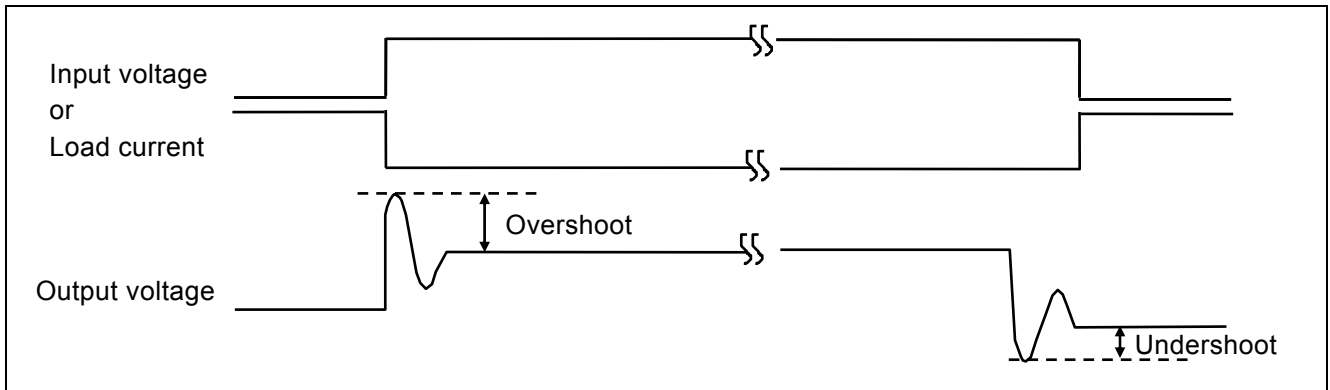 Input voltage
or
Load current
Overshoot
Output voltage
Undershoot